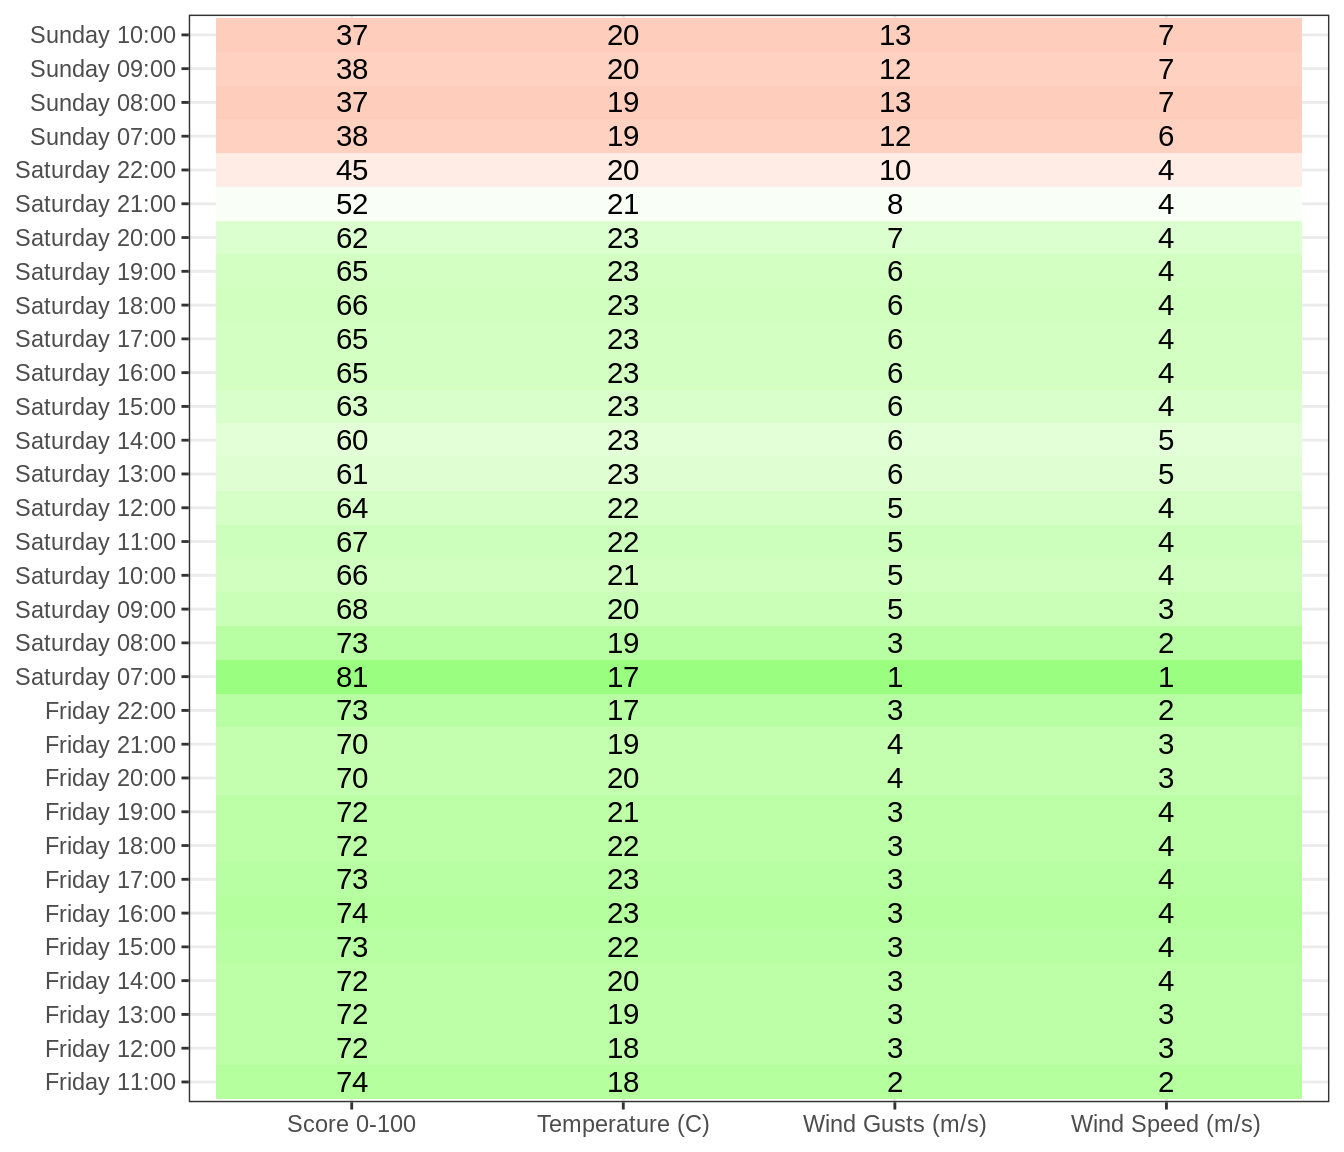 Sunday 10:00 37 20 13 7
Sunday 09:00 38 20 12 7
Sunday 08:00 37 19 13 7
Sunday 07:00 38 19 12 6
Saturday 22:00 45 20 10 4
Saturday 21:00 52 21 8 4
Saturday 20:00 62 23 7 4
Saturday 19:00 65 23 6 4
Saturday 18:00 66 23 6 4
Saturday 17:00 65 23 6 4
Saturday 16:00 65 23 6 4
Saturday 15:00 63 23 6 4
Saturday 14:00 60 23 6 5
Saturday 13:00 61 23 6 5
Saturday 12:00 64 22 5 4
Saturday 11:00 67 22 5 4
Saturday 10:00 66 21 5 4
Saturday 09:00 68 20 5 3
Saturday 08:00 73 19 3 2
Saturday 07:00 81 17 1 1
Friday 22:00 73 17 3 2
Friday 21:00 70 19 4 3
Friday 20:00 70 20 4 3
Friday 19:00 72 21 3 4
Friday 18:00 72 22 3 4
Friday 17:00 73 23 3 4
Friday 16:00 74 23 3 4
Friday 15:00 73 22 3 4
Friday 14:00 72 20 3 4
Friday 13:00 72 19 3 3
Friday 12:00 72 18 3 3
Friday 11:00 74 18 2 2
Score 0-100 Temperature (C) Wind Gusts (m/s) Wind Speed (m/s)